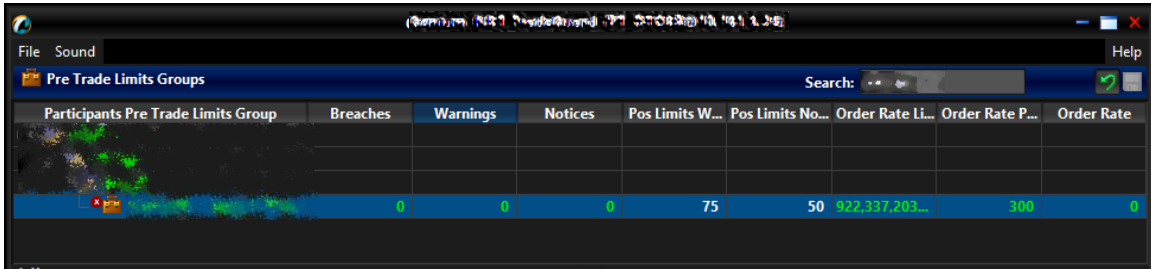 File Sound Help
Pre Trade Limits Groups Search:
Participants Pre Trade Limits Group Breaches Warnings Notices Pos Limits W... Pos Limits No... Order Rate Li... Order Rate P... Order Rate
0 0 0 75 50 922,337,203... 300 0